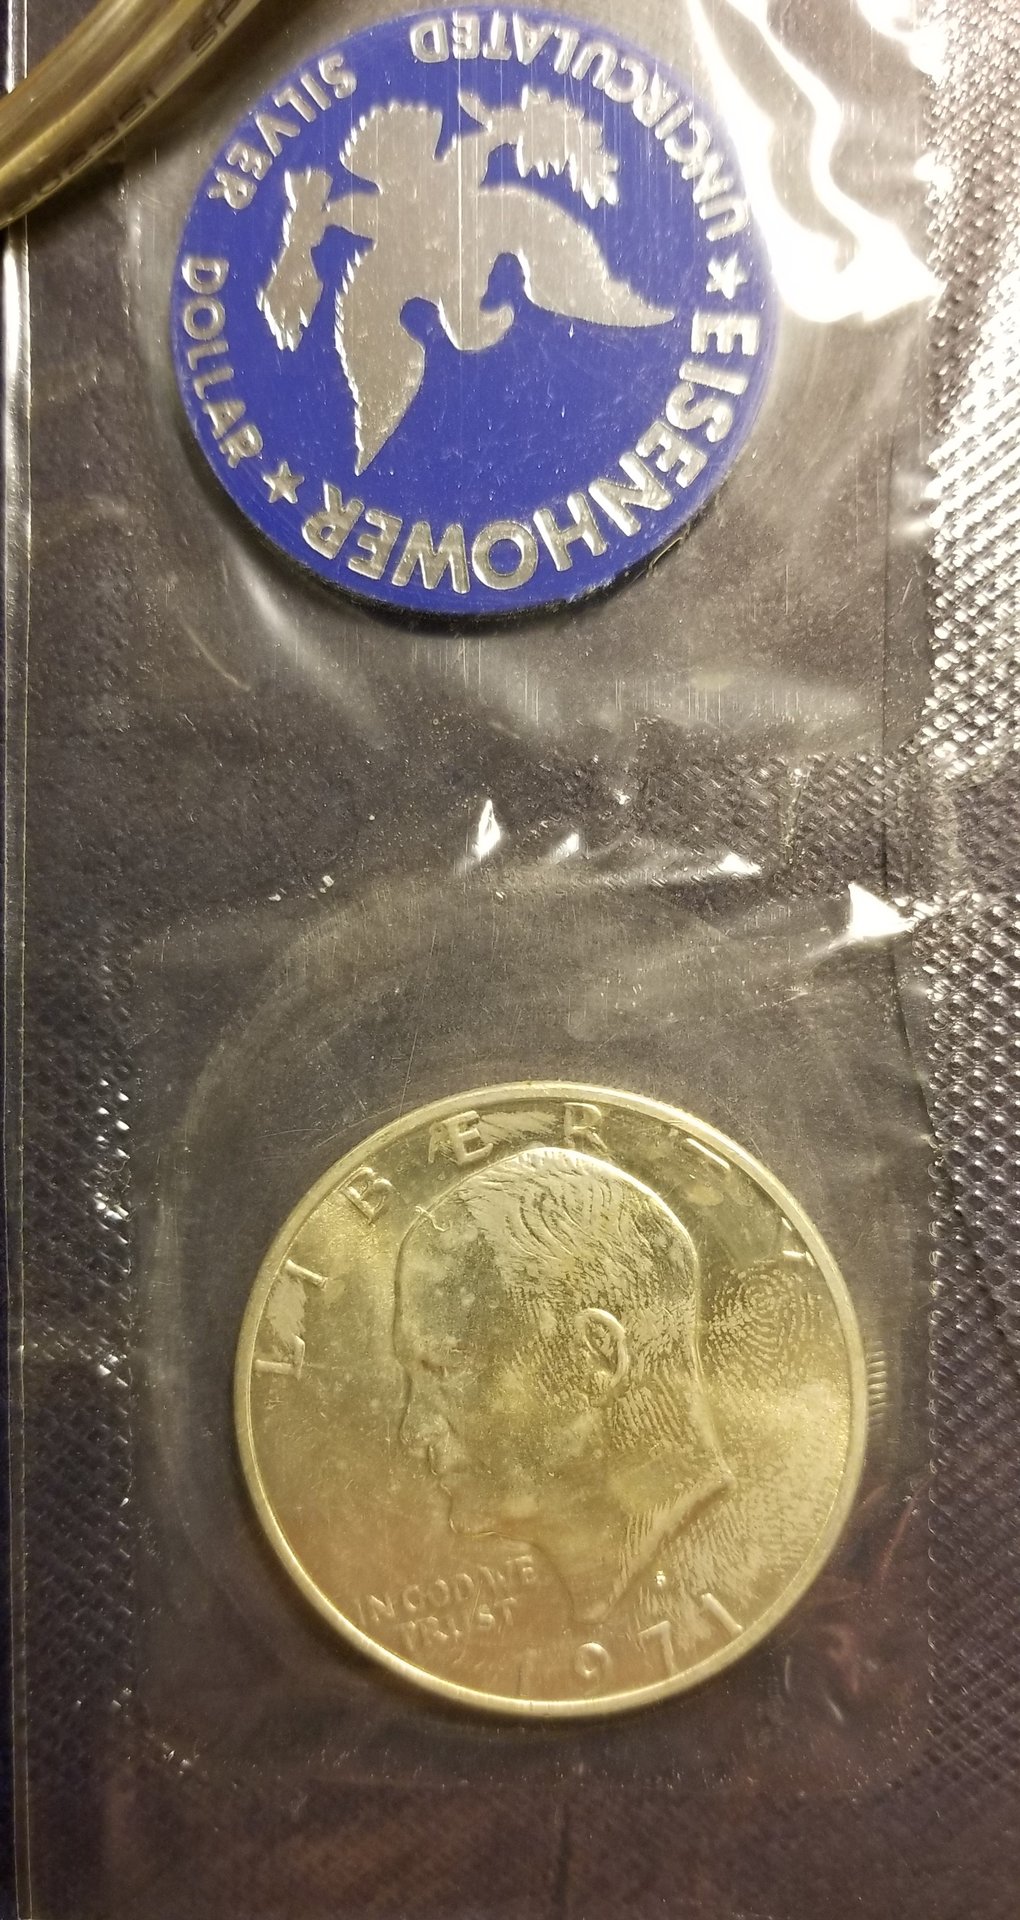 EISENHOWER
UNCIRCULATED
SILVER
DOLLAR
LIBERTY
IN GOD WE
TRUST
S
1971